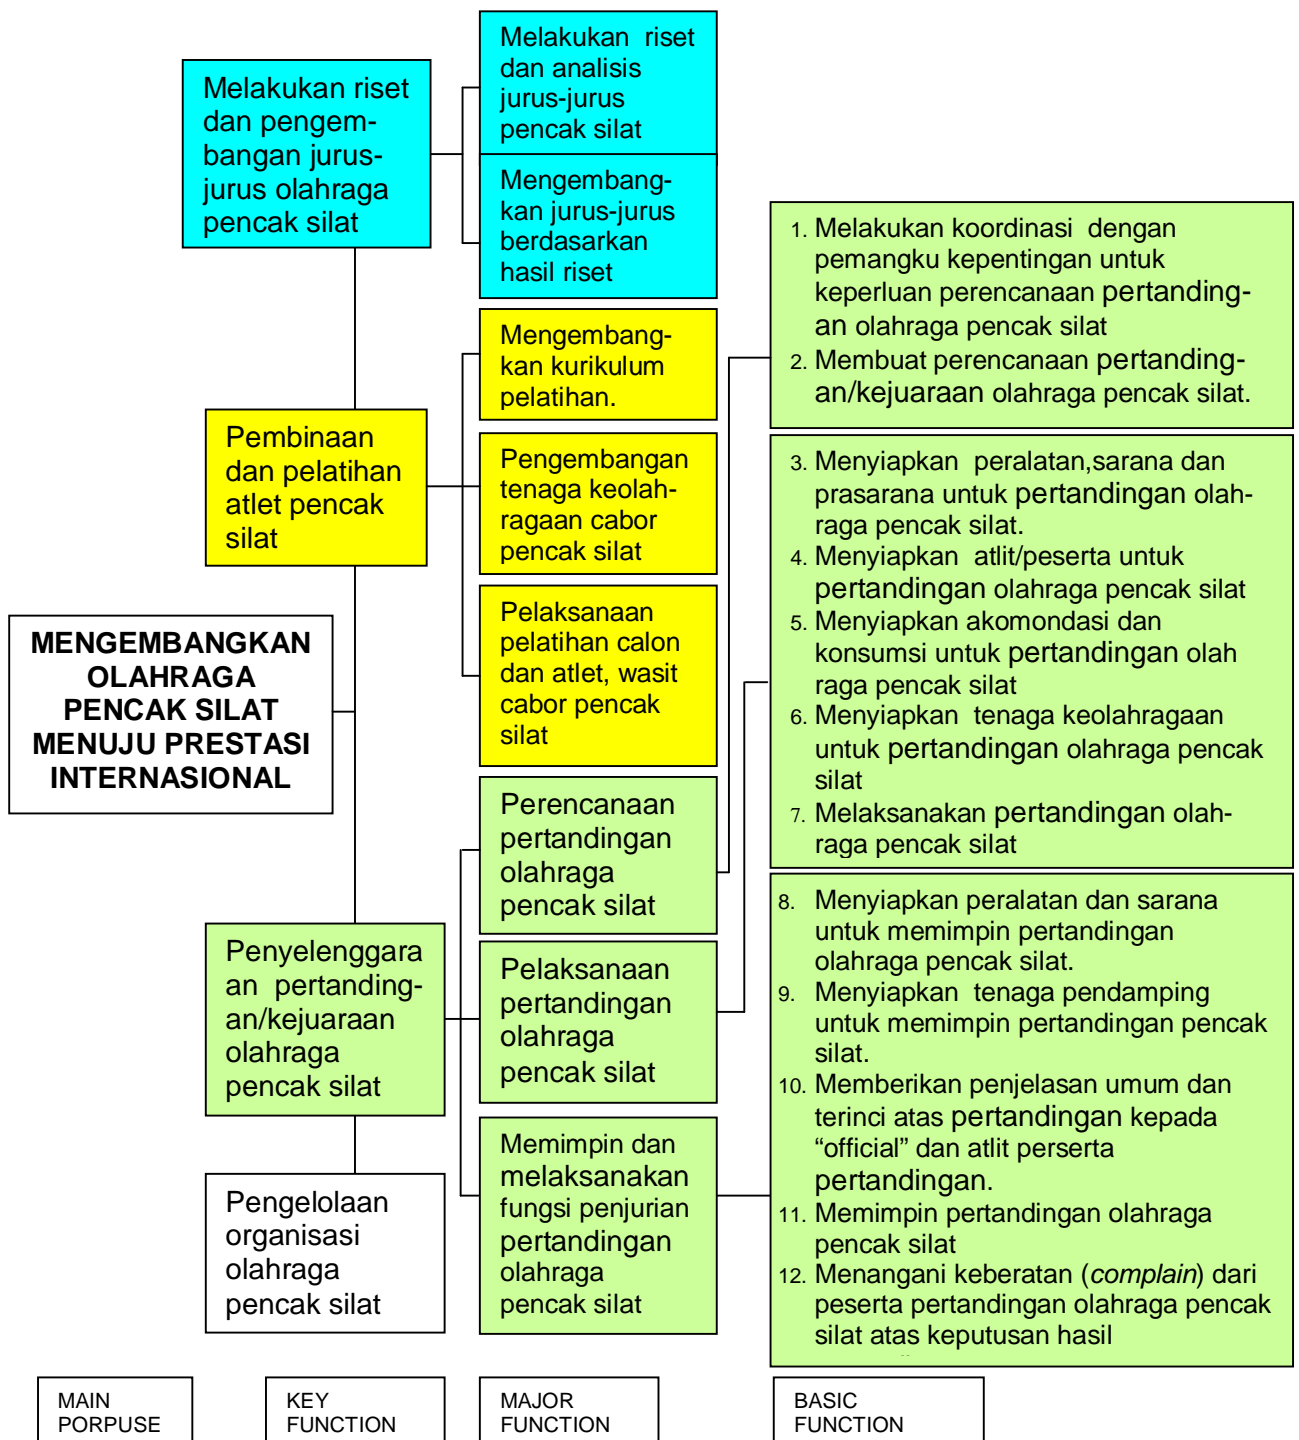 MENGEMBANGKAN
OLAHRAGA
PENCAK SILAT
MENUJU PRESTASI
INTERNASIONAL
Melakukan riset
dan pengem-
bangan jurus-
jurus olahraga
pencak silat
Pembinaan
dan pelatihan
atlet pencak
silat
Penyelenggara
an pertanding-
an/kejuaraan
olahraga
pencak silat
Pengelolaan
organisasi
olahraga
pencak silat
Melakukan riset
dan analisis
jurus-jurus
pencak silat
Mengembang-
kan jurus-jurus
berdasarkan
hasil riset
Mengembang-
kan kurikulum
pelatihan.
Pengembangan
tenaga keolah-
ragaan cabor
pencak silat
Pelaksanaan
pelatihan calon
dan atlet, wasit
cabor pencak
silat
Perencanaan
pertandingan
olahraga
pencak silat
Pelaksanaan
pertandingan
olahraga
pencak silat
Memimpin dan
melaksanakan
fungsi penjurian
pertandingan
olahraga
pencak silat
1. Melakukan koordinasi dengan
pemangku kepentingan untuk
keperluan perencanaan pertanding-
an olahraga pencak silat
2. Membuat perencanaan pertanding-
an/kejuaraan olahraga pencak silat.
3. Menyiapkan peralatan,sarana dan
prasarana untuk pertandingan olah-
raga pencak silat.
4. Menyiapkan atlit/peserta untuk
pertandingan olahraga pencak silat
5. Menyiapkan akomondasi dan
konsumsi untuk pertandingan olah
raga pencak silat
6. Menyiapkan tenaga keolahragaan
untuk pertandingan olahraga pencak
silat
7. Melaksanakan pertandingan olah-
raga pencak silat
8. Menyiapkan peralatan dan sarana
untuk memimpin pertandingan
olahraga pencak silat.
9. Menyiapkan tenaga pendamping
untuk memimpin pertandingan pencak
silat.
10. Memberikan penjelasan umum dan
terinci atas pertandingan kepada
“official” dan atlit perserta
pertandingan.
11. Memimpin pertandingan olahraga
pencak silat
12. Menangani keberatan (complain) dari
peserta pertandingan olahraga pencak
silat atas keputusan hasil
MAIN
PORPUSE
KEY
FUNCTION
MAJOR
FUNCTION
BASIC
FUNCTION